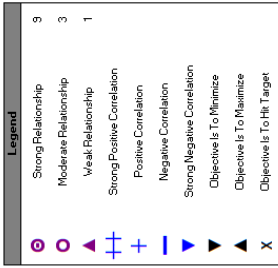 Legend
Strong Relationship 9
Moderate Relationship 3
Weak Relationship 1
Strong Positive Correlation
Positive Correlation
Negative Correlation
Strong Negative Correlation
Objective Is To Minimize
Objective Is To Maximize
X Objective Is To Hit Target